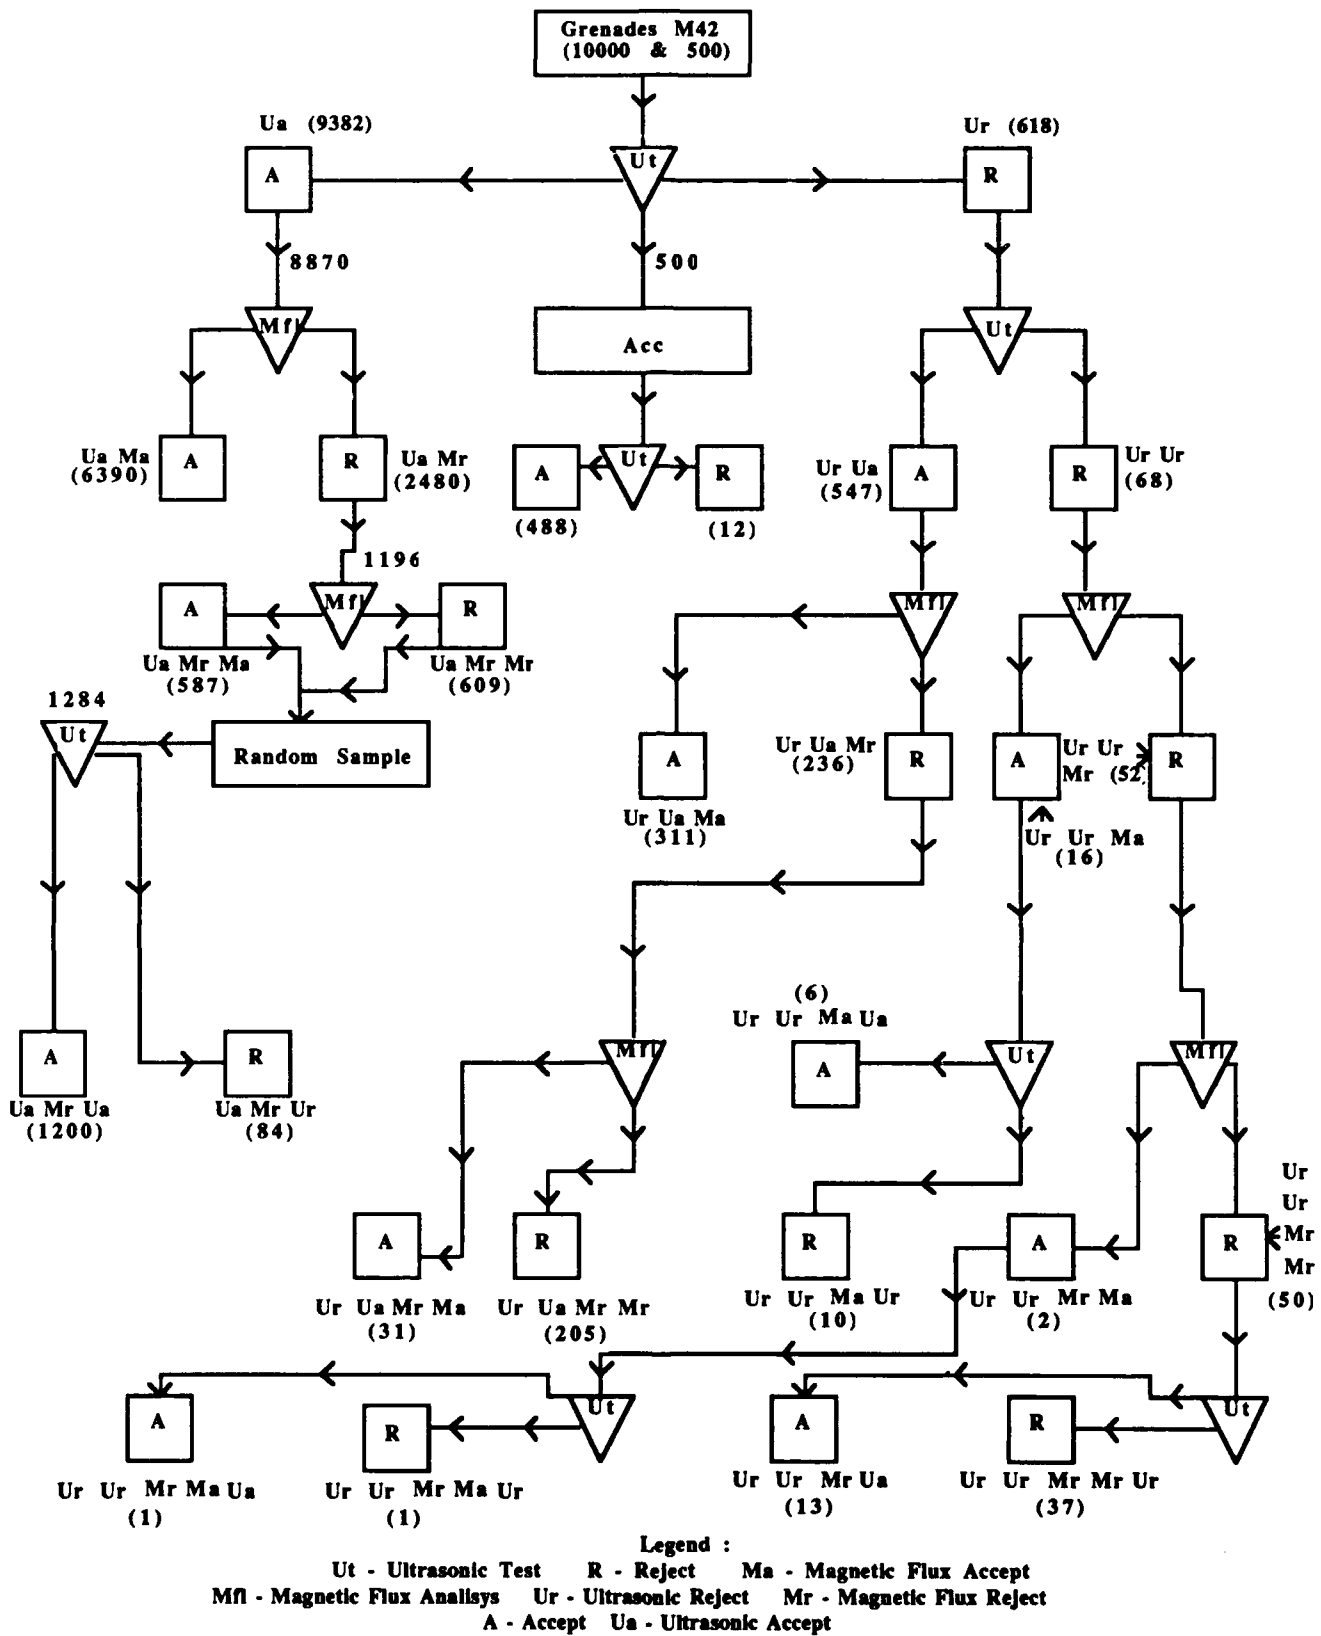 Grenades M42
(10000 & 500)
Ua (9382)
Ur (618)
A
Ut
R
8870
500
Mfl
Acc
Ut
Ua Ma
(6390)
A
R
Ua Mr
(2480)
A
Ut
R
(488)
(12)
Ur Ua
(547)
A
R
Ur Ur
(68)
1196
A
Mfl
R
Ua Mr Ma
(587)
Ua Mr Mr
(609)
Mfl
Mfl
1284
Ut
Random Sample
A
Ur Ua Ma
(311)
Ur Ua Mr
(236)
R
A
Ur Ur
Mr (52)
R
Ur Ur Ma
(16)
(6)
Ur Ur Ma Ua
A
R
Ua Mr Ua
(1200)
Ua Mr Ur
(84)
Mfl
A
Ut
Mfl
A
R
Ur Ua Mr Ma
(31)
Ur Ua Mr Mr
(205)
R
Ur Ur Ma Ur
(10)
A
Ur Ur Mr Ma
(2)
R
Ur
Ur
Mr
Mr
(50)
A
R
Ut
A
R
Ut
Ur Ur Mr Ma Ua
(1)
Ur Ur Mr Ma Ur
(1)
Ur Ur Mr Ua
(13)
Ur Ur Mr Mr Ur
(37)
Legend :
Ut - Ultrasonic Test R - Reject Ma - Magnetic Flux Accept
Mfl - Magnetic Flux Analisys Ur - Ultrasonic Reject Mr - Magnetic Flux Reject
A - Accept Ua - Ultrasonic Accept